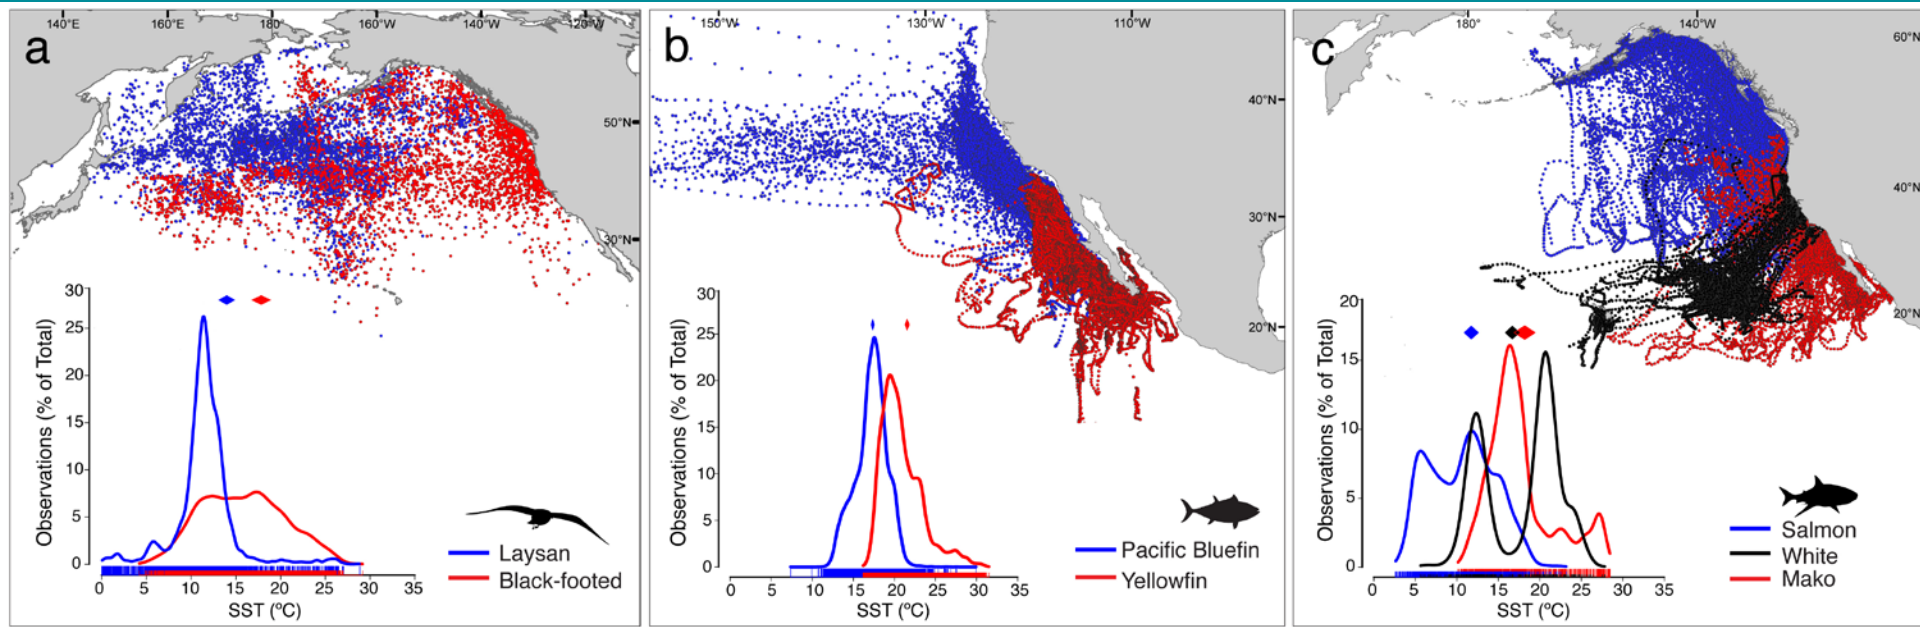 a
140°E 160°E 180° 160°W 140°W 120°W
50°N
30°N
30
25
20
15
10
5
0
Observations (% of Total)
0 5 10 15 20 25 30 35
SST (ºC)
Laysan
Black-footed
b
150°W 130°W 110°W
40°N
30°N
20°N
30
25
20
15
10
5
0
Observations (% of Total)
0 5 10 15 20 25 30 35
SST (ºC)
Pacific Bluefin
Yellowfin
c
180° 140°W
60°N
40°N
20°N
20
15
10
5
0
Observations (% of Total)
0 5 10 15 20 25 30 35
SST (ºC)
Salmon
White
Mako